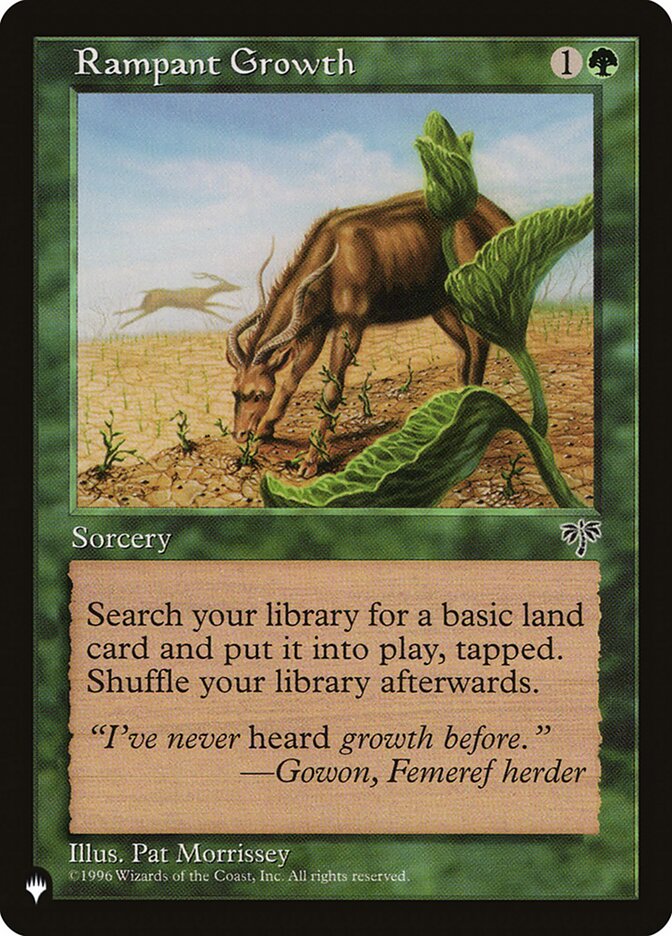 Rampant Growth 1
Sorcery
Search your library for a basic land
card and put it into play, tapped.
Shuffle your library afterwards.
“I've never heard growth before.”
—Gowon, Femeref herder
Illus. Pat Morrissey
©1996 Wizards of the Coast, Inc. All rights reserved.